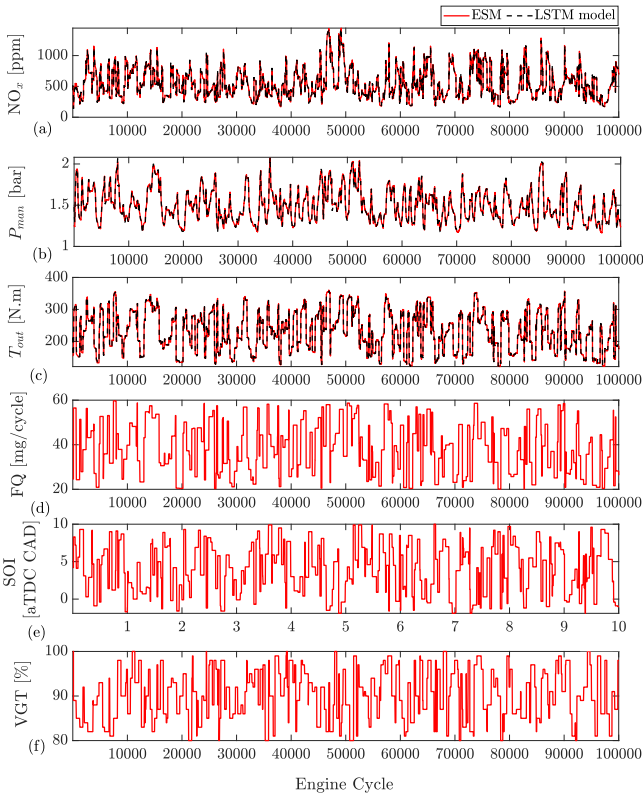 ESM LSTM model
NOx [ppm]
1000
500
0
(a)
10000 20000 30000 40000 50000 60000 70000 80000 90000 100000
Pman [bar]
2
1.5
1
(b)
10000 20000 30000 40000 50000 60000 70000 80000 90000 100000
Tout [N.m]
400
300
200
(c)
10000 20000 30000 40000 50000 60000 70000 80000 90000 100000
FQ [mg/cycle]
60
40
20
(d)
10000 20000 30000 40000 50000 60000 70000 80000 90000 100000
SOI
[aTDC CAD]
10
5
0
(e)
1 2 3 4 5 6 7 8 9 10
VGT [%]
100
90
80
(f)
10000 20000 30000 40000 50000 60000 70000 80000 90000 100000
Engine Cycle